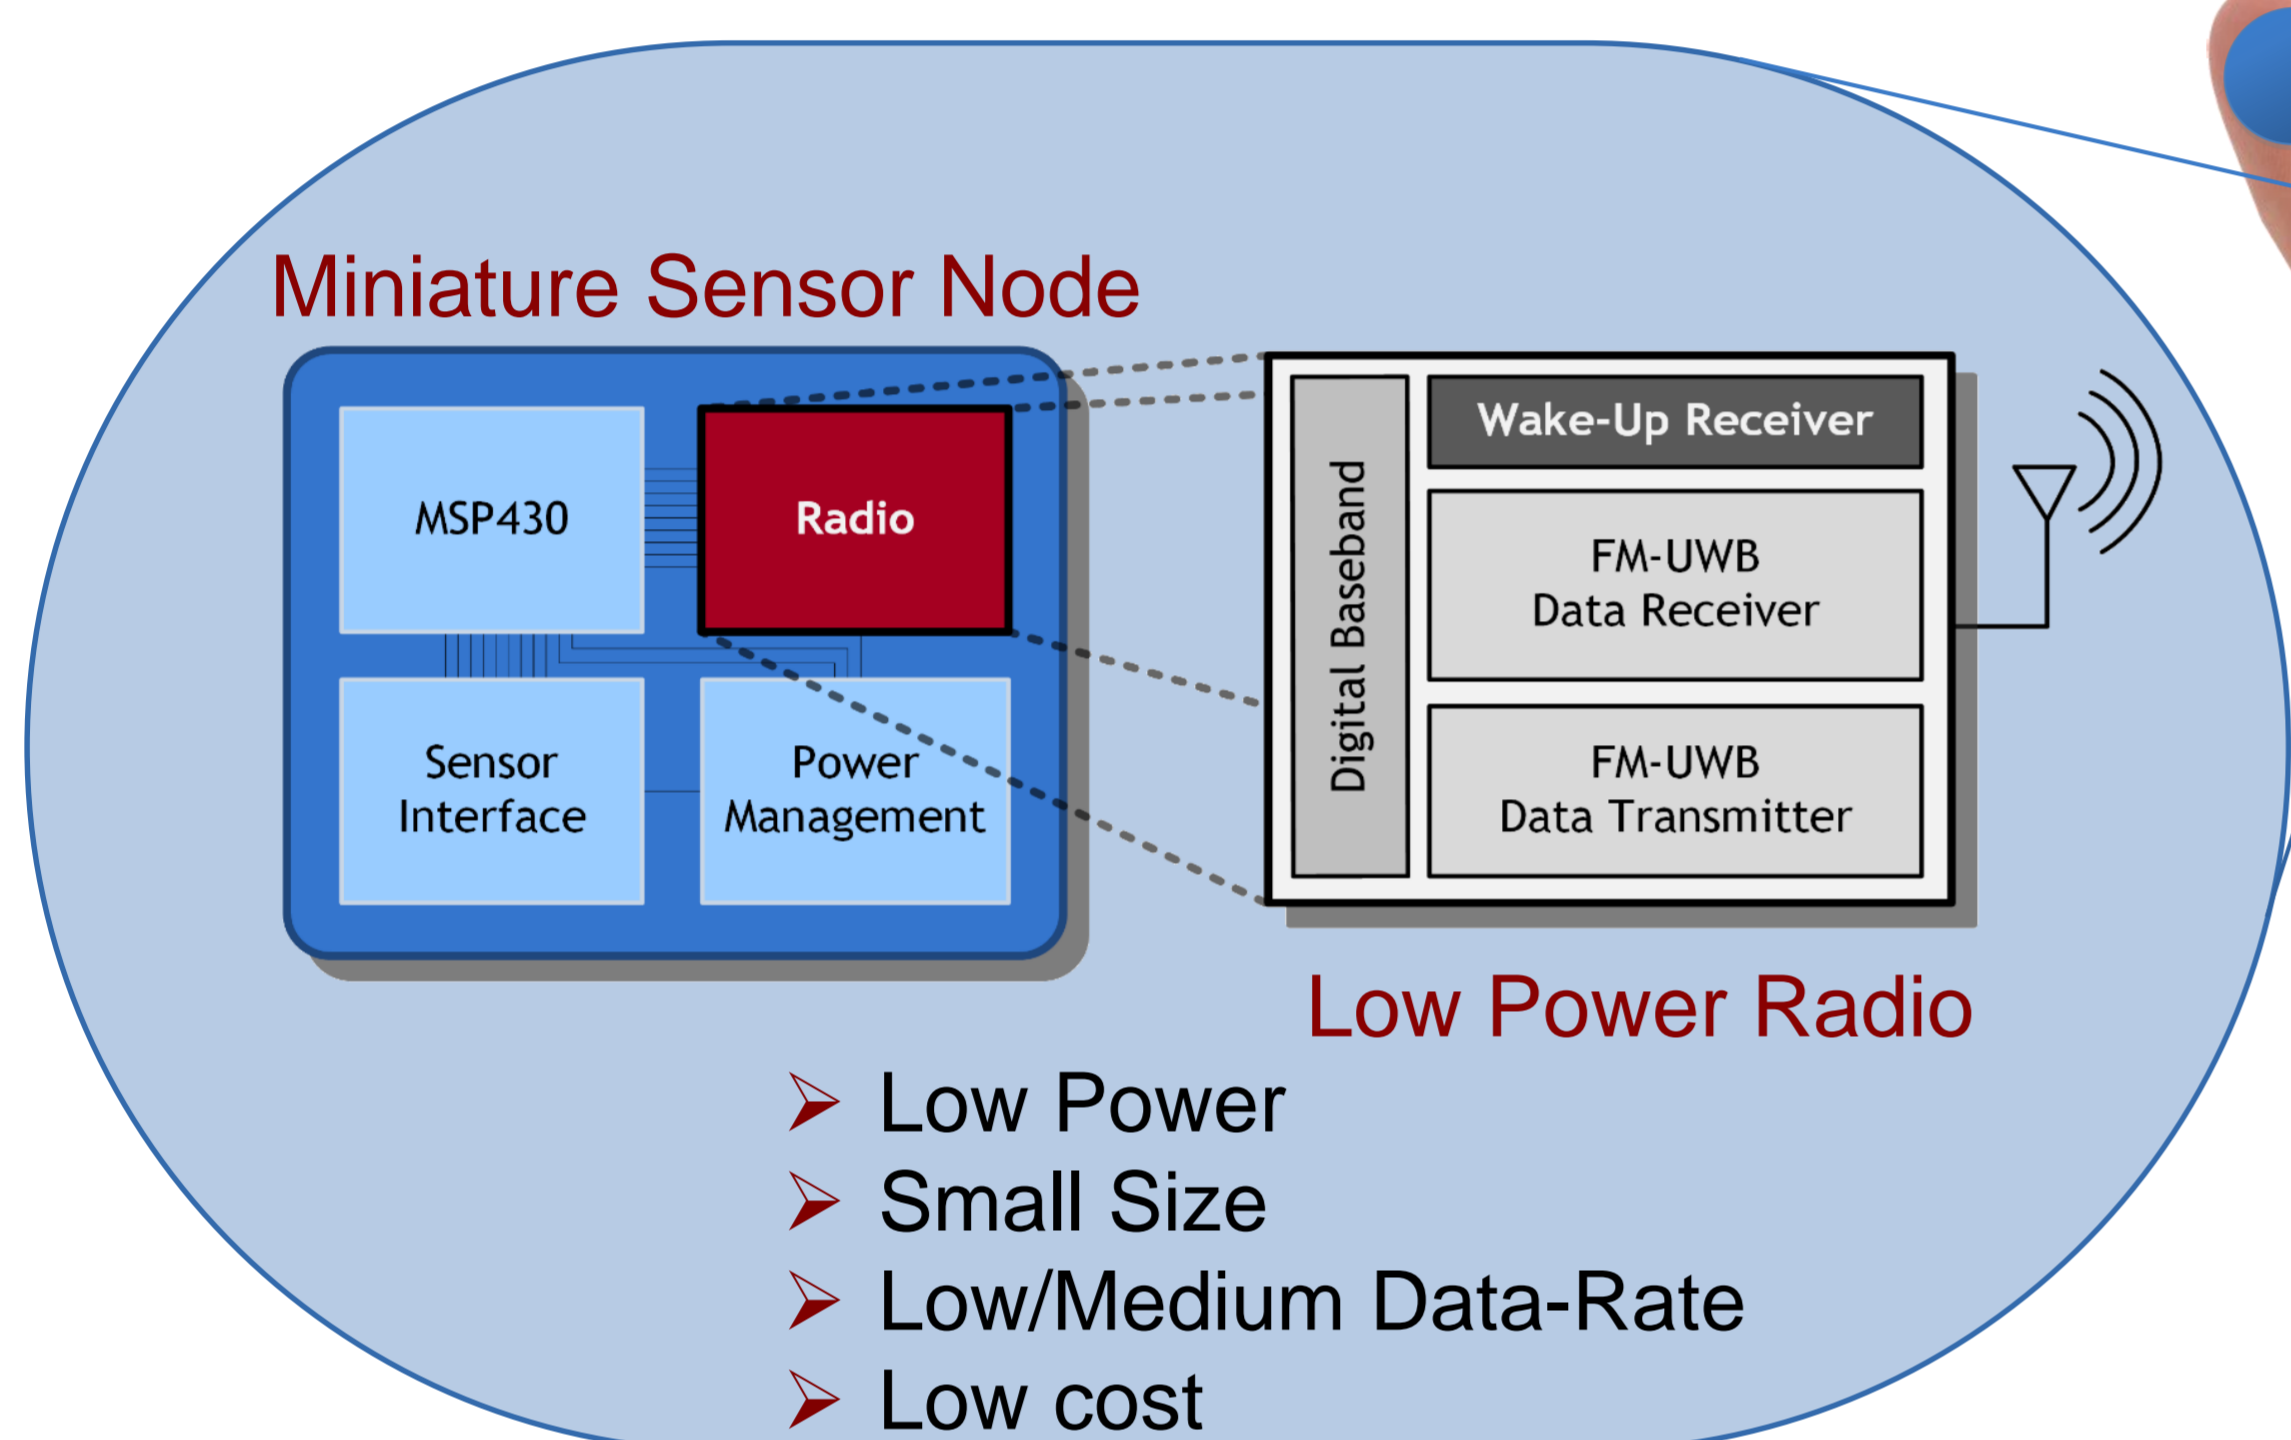 Miniature Sensor Node
MSP430
Radio
Sensor
Interface
Power
Management
Digital Baseband
Wake-Up Receiver
FM-UWB
Data Receiver
FM-UWB
Data Transmitter
Low Power Radio
Low Power
Small Size
Low/Medium Data-Rate
Low cost